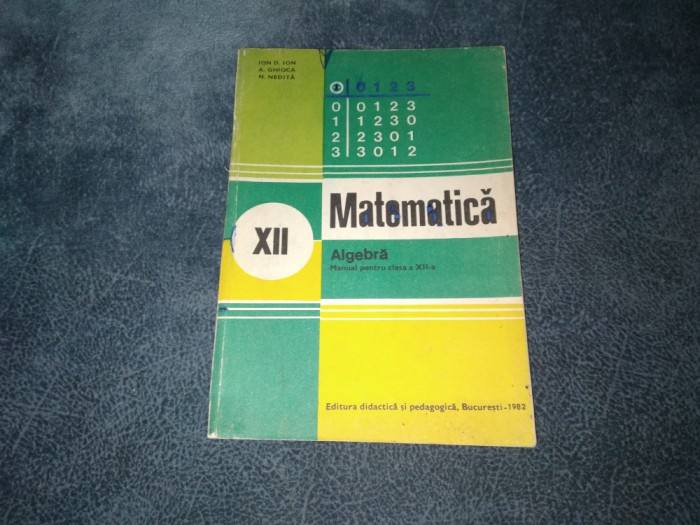 ION D. ION
A. GHIOCA
N. NEDIȚĂ
0 1 2 3
0 0 1 2 3
1 1 2 3 0
2 2 3 0 1
3 3 0 1 2
XII
Matematică
Algebră
Manual pentru clasa a XII-a
Editura didactică și pedagogică, București-1982